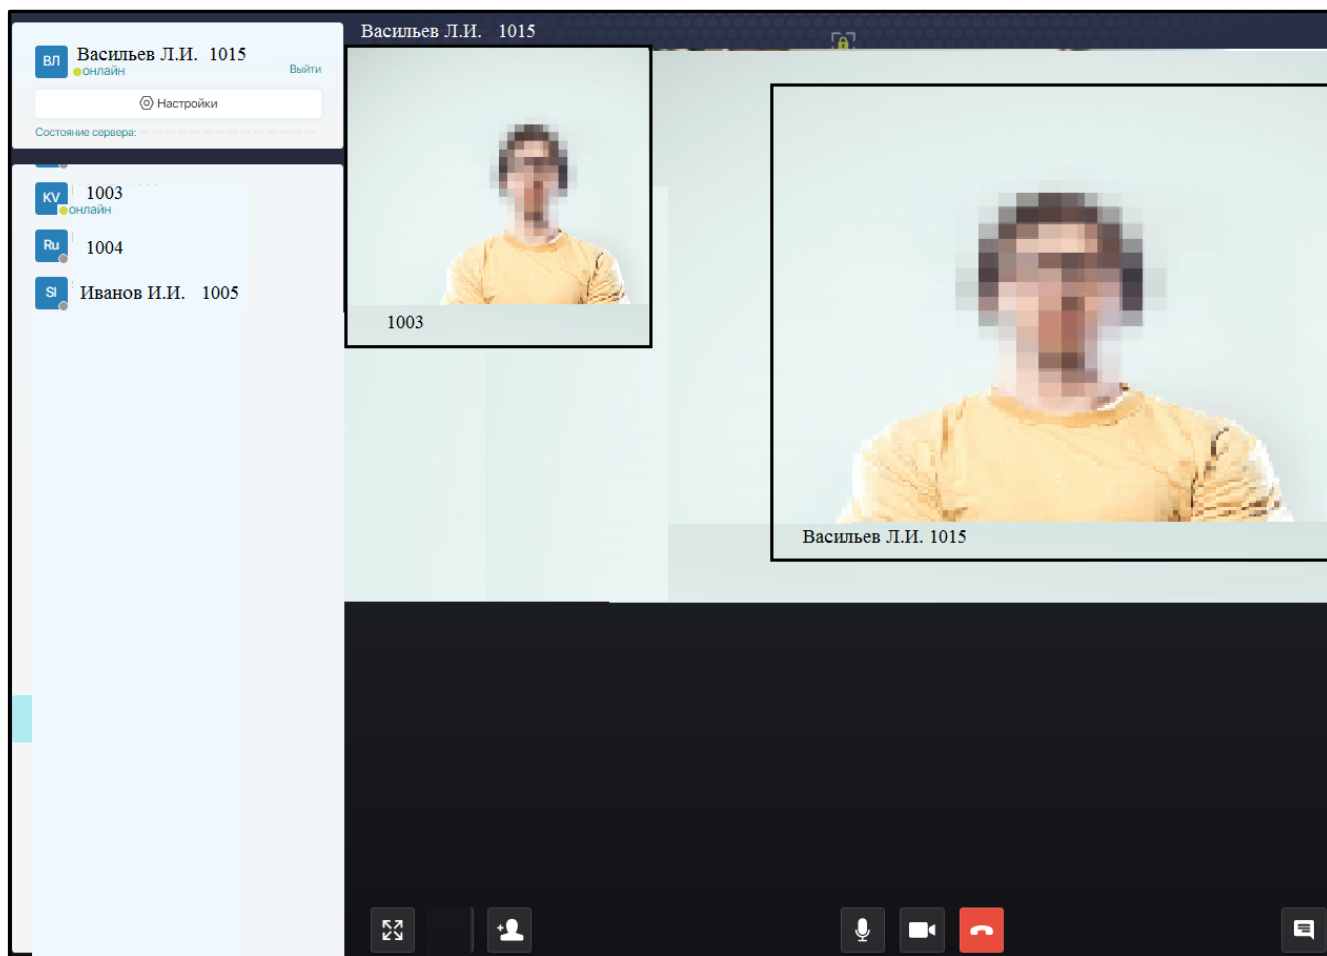 ВЛ Васильев Л.И. 1015
онлайн
Выйти
Настройки
Состояние сервера:
KV 1003
онлайн
Ru 1004
SI Иванов И.И. 1005
Васильев Л.И. 1015
1003
Васильев Л.И. 1015